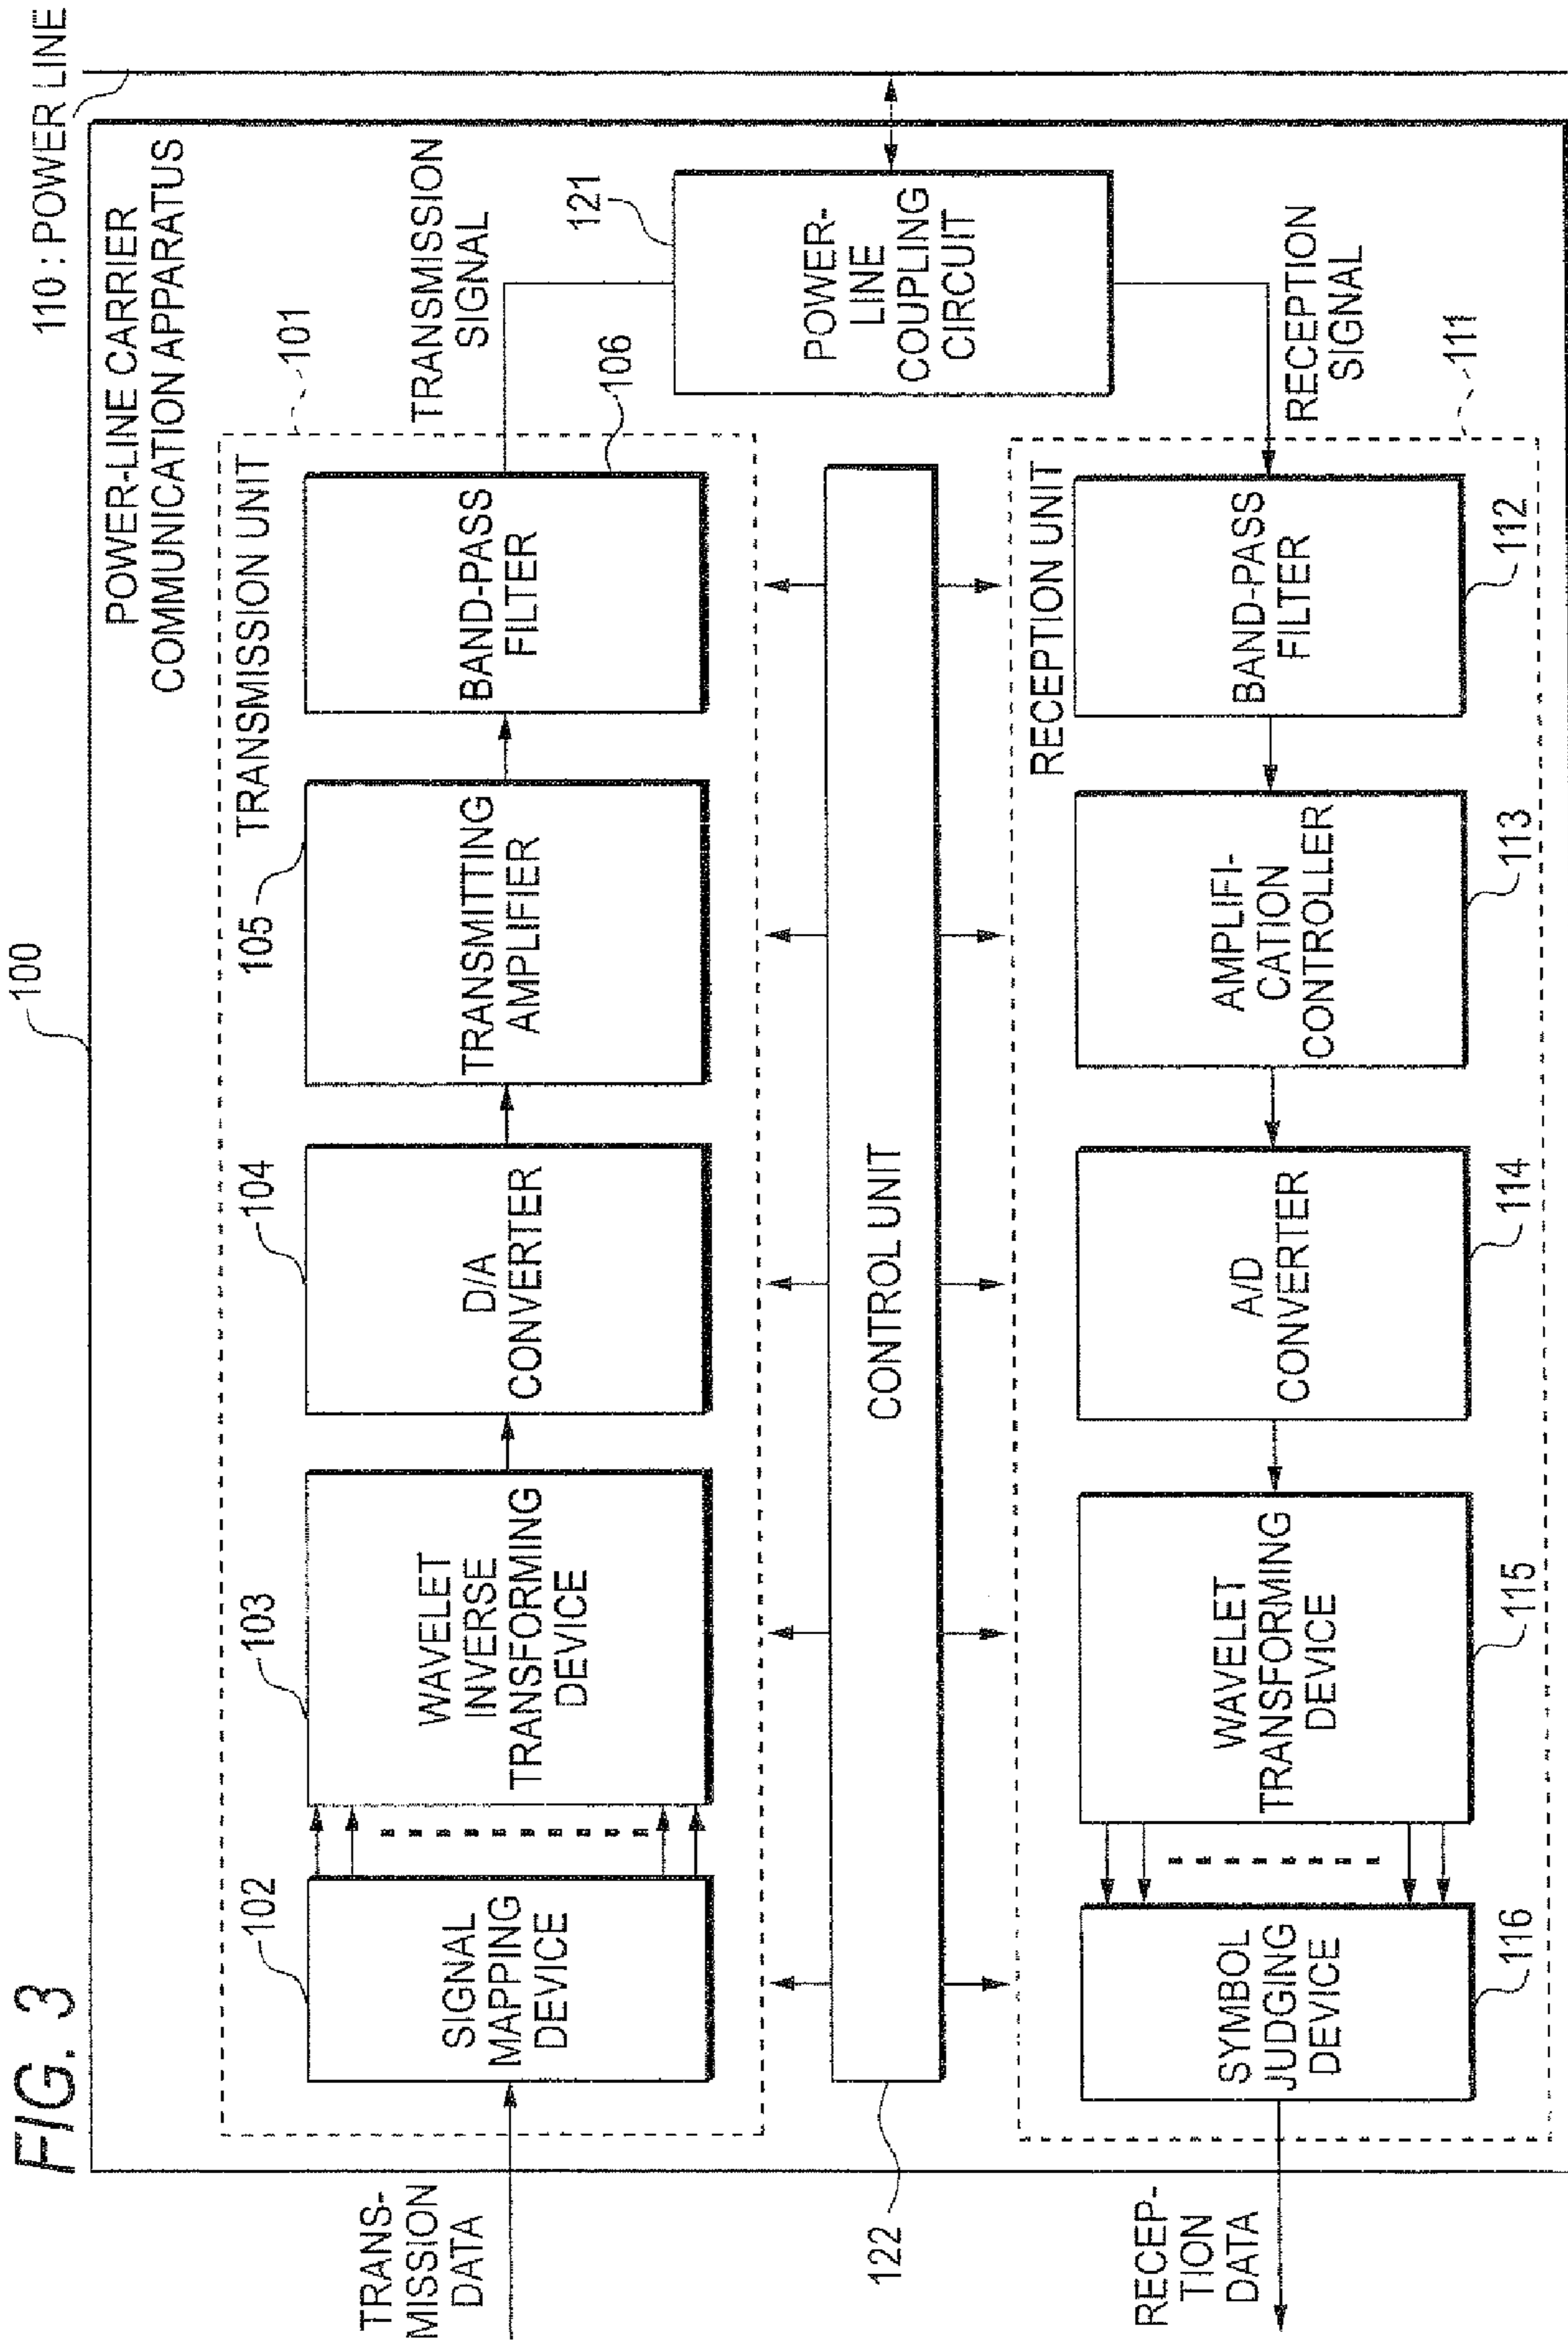 FIG. 3
100
110 : POWER LINE
POWER-LINE CARRIER
COMMUNICATION APPARATUS
101
TRANSMISSION UNIT
TRANS-
MISSION
DATA
102
SIGNAL
MAPPING
DEVICE
103
WAVELET
INVERSE
TRANSFORMING
DEVICE
104
D/A
CONVERTER
105
TRANSMITTING
AMPLIFIER
106
BAND-PASS
FILTER
TRANSMISSION
SIGNAL
121
POWER-
LINE
COUPLING
CIRCUIT
122
CONTROL UNIT
RECEPTION
SIGNAL
111
RECEPTION UNIT
BAND-PASS
FILTER
112
AMPLIFI-
CATION
CONTROLLER
113
A/D
CONVERTER
114
WAVELET
TRANSFORMING
DEVICE
115
SYMBOL
JUDGING
DEVICE
116
RECEP-
TION
DATA